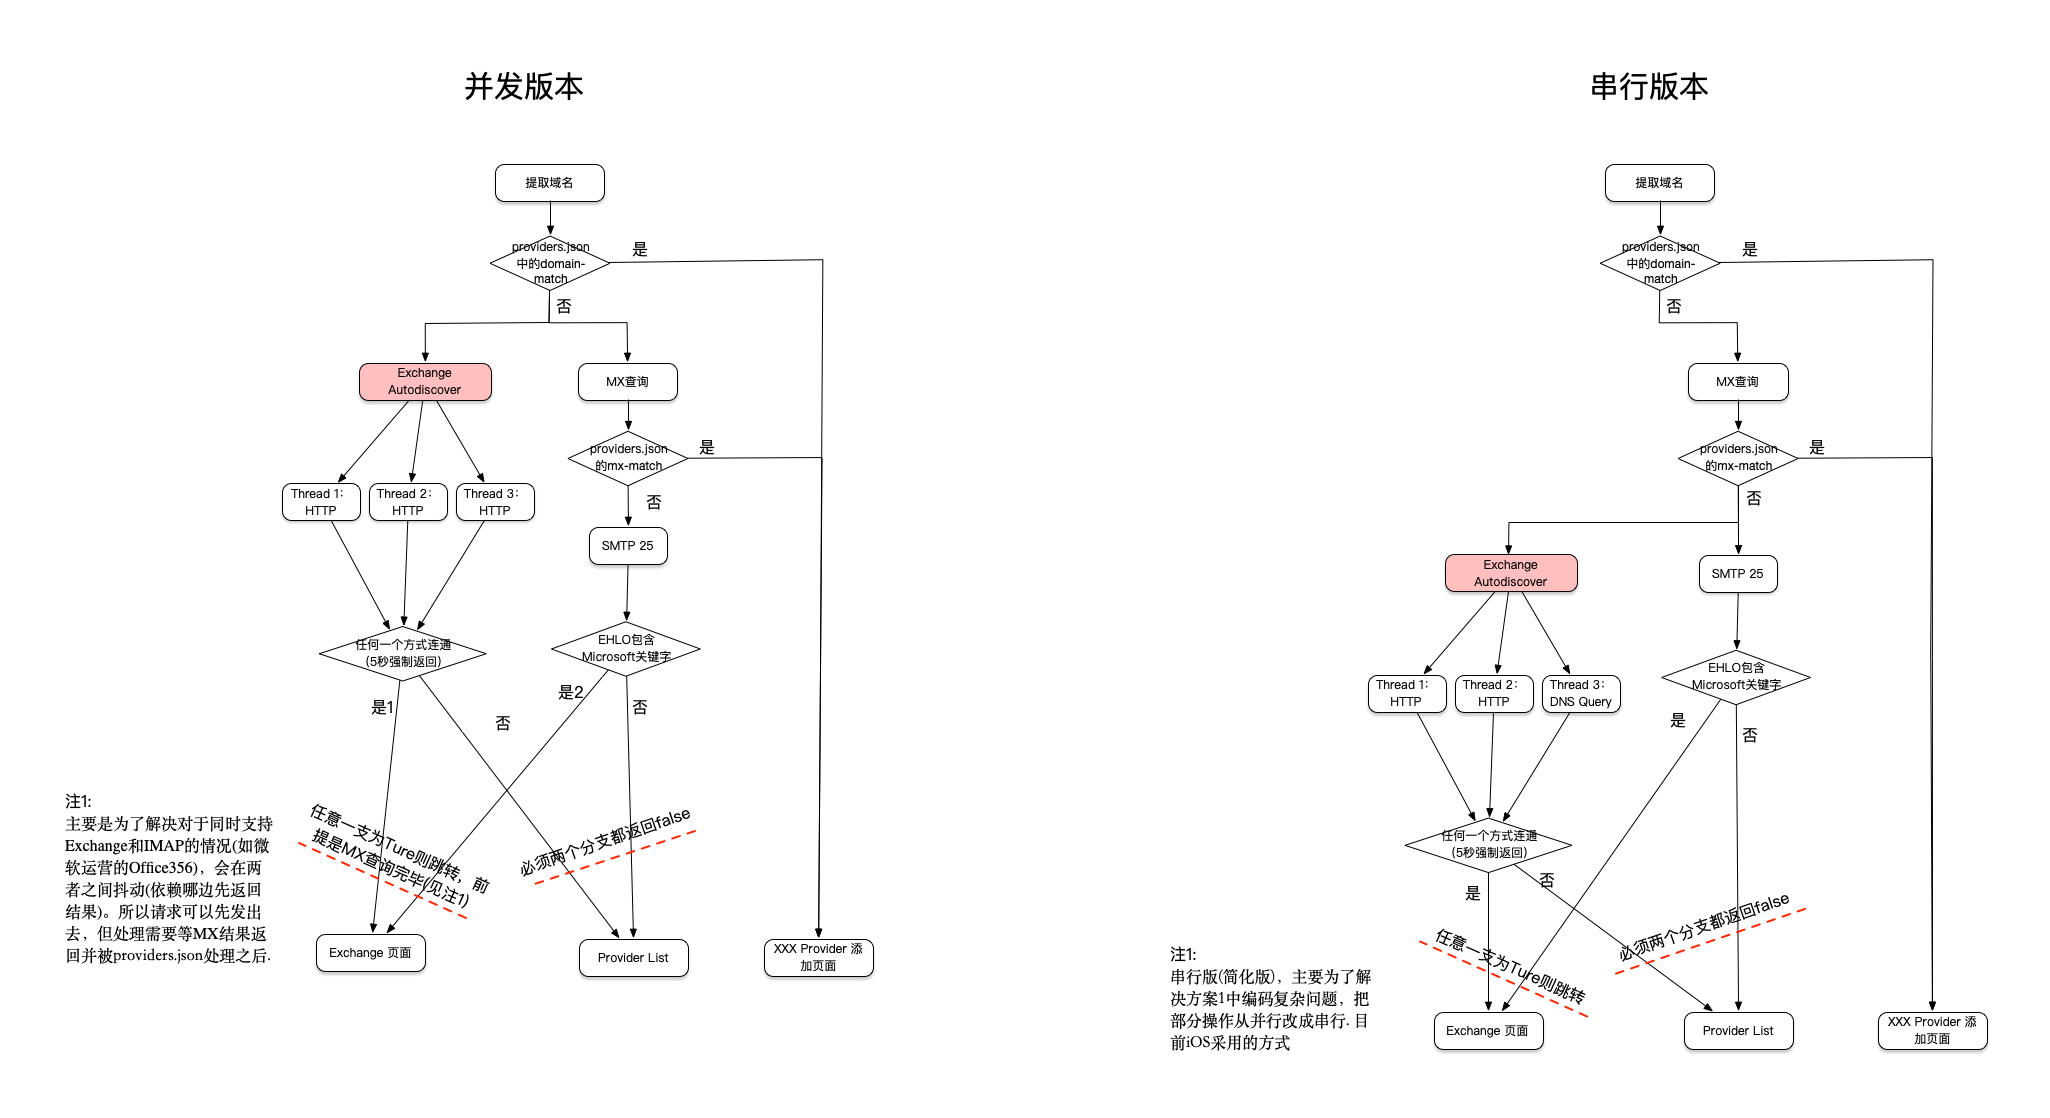 并发版本
提取域名
providers.json
中的domain-
match
是
否
Exchange
Autodiscover
MX查询
providers.json
的mx-match
是
否
Thread 1：
HTTP
Thread 2：
HTTP
Thread 3：
HTTP
SMTP 25
任何一个方式连通
(5秒强制返回)
EHLO包含
Microsoft关键字
是1
否
是2
否
任意一支为Ture则跳转，前
提是MX查询完毕(见注1)
必须两个分支都返回false
注1:
主要是为了解决对于同时支持
Exchange和IMAP的情况(如微
软运营的Office356)，会在两
者之间抖动(依赖哪边先返回
结果)。所以请求可以先发出
去，但处理需要等MX结果返
回并被providers.json处理之后.
Exchange 页面
Provider List
XXX Provider 添
加页面
串行版本
提取域名
providers.json
中的domain-
match
是
否
MX查询
providers.json
的mx-match
是
否
Exchange
Autodiscover
SMTP 25
Thread 1：
HTTP
Thread 2：
HTTP
Thread 3：
DNS Query
EHLO包含
Microsoft关键字
是
否
任何一个方式连通
(5秒强制返回)
是
否
任意一支为Ture则跳转
必须两个分支都返回false
注1:
串行版(简化版)，主要为了解
决方案1中编码复杂问题，把
部分操作从并行改成串行. 目
前iOS采用的方式
Exchange 页面
Provider List
XXX Provider 添
加页面